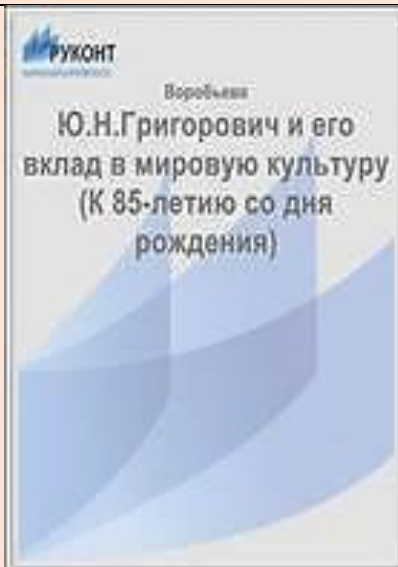 РУКОНТ
Воробьева
Ю.Н.Григорович и его
вклад в мировую культуру
(К 85-летию со дня
рождения)